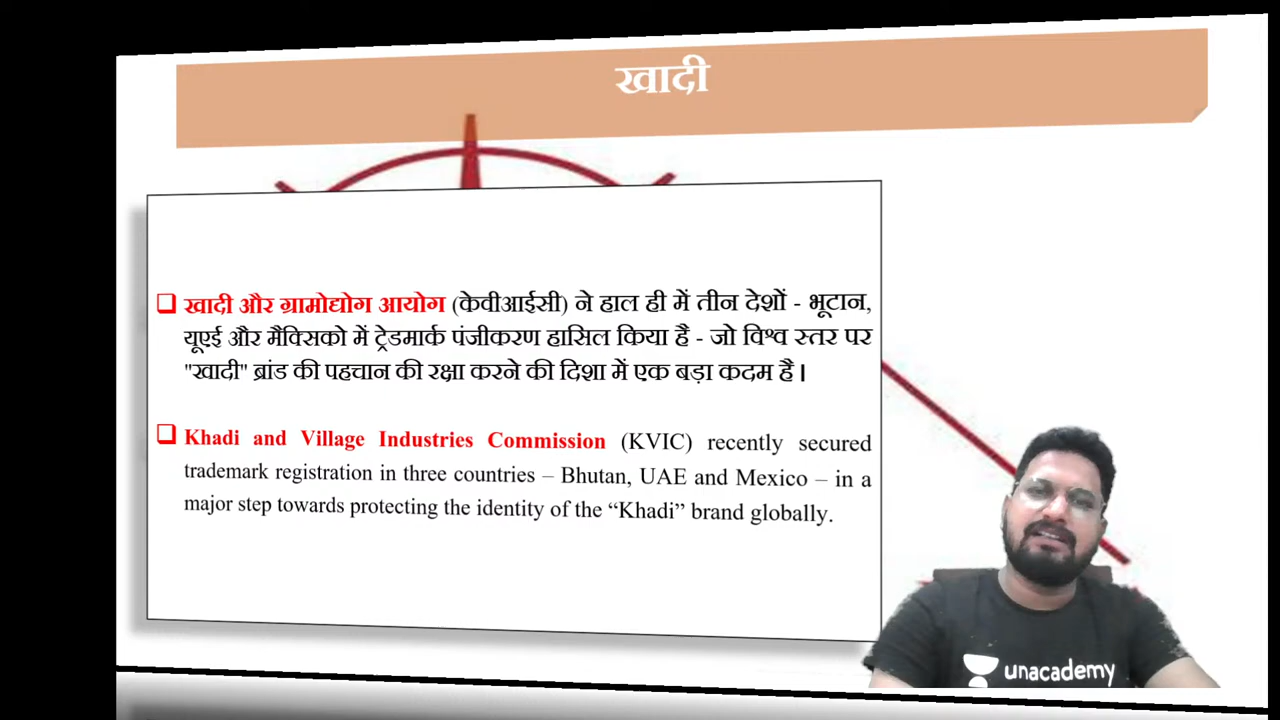 खादी
❑ खादी और ग्रामोद्योग आयोग (केवीआईसी) ने हाल ही में तीन देशों - भूटान,
यूएई और मैक्सिको में ट्रेडमार्क पंजीकरण हासिल किया है - जो विश्व स्तर पर
"खादी" ब्रांड की पहचान की रक्षा करने की दिशा में एक बड़ा कदम है।
❑ Khadi and Village Industries Commission (KVIC) recently secured
trademark registration in three countries – Bhutan, UAE and Mexico – in a
major step towards protecting the identity of the “Khadi” brand globally.
unacademy